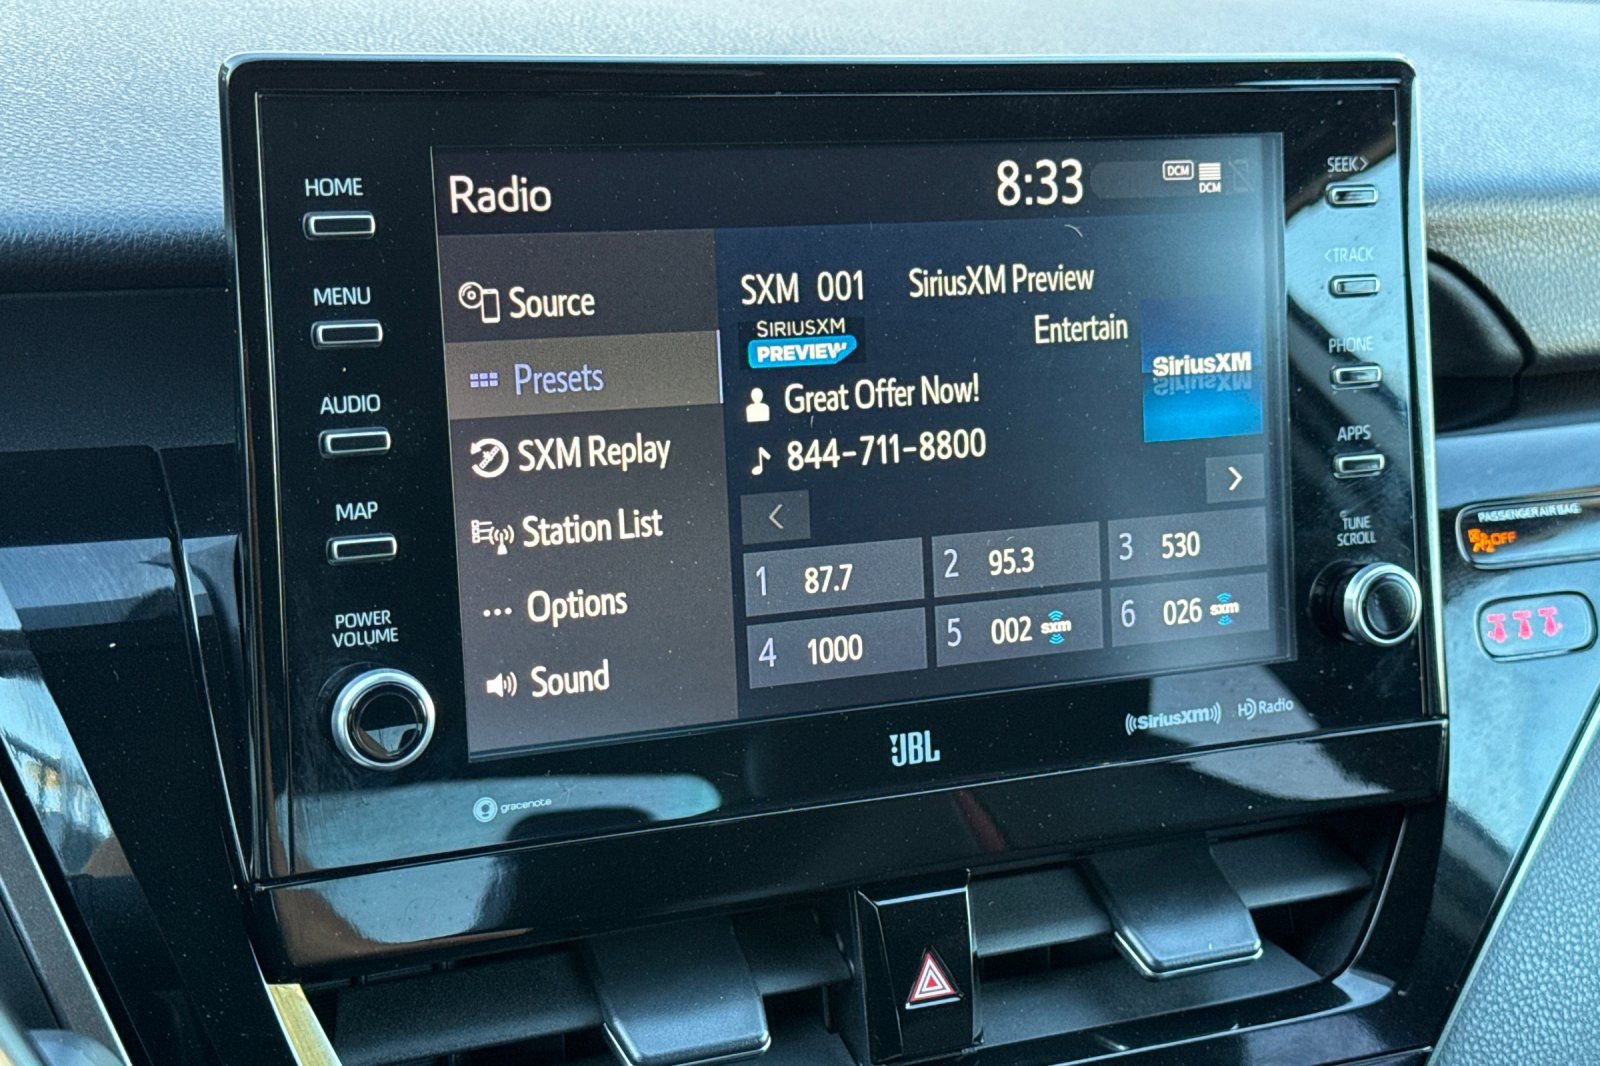 HOME
MENU
AUDIO
MAP
POWER
VOLUME
Radio
8:33
DCM
DCM
Source
Presets
SXM Replay
Station List
Options
Sound
SXM 001 SiriusXM Preview
Entertain
SIRIUSXM
PREVIEW
SiriusXM
Great Offer Now!
844-711-8800
1 87.7
2 95.3
3 530
4 1000
5 002 sxm
6 026 sxm
SEEK>
<TRACK
PHONE
APPS
TUNE
SCROLL
gracenote
JBL
((SiriusXM))
HD Radio
PASSENGER AIR BAG
OFF